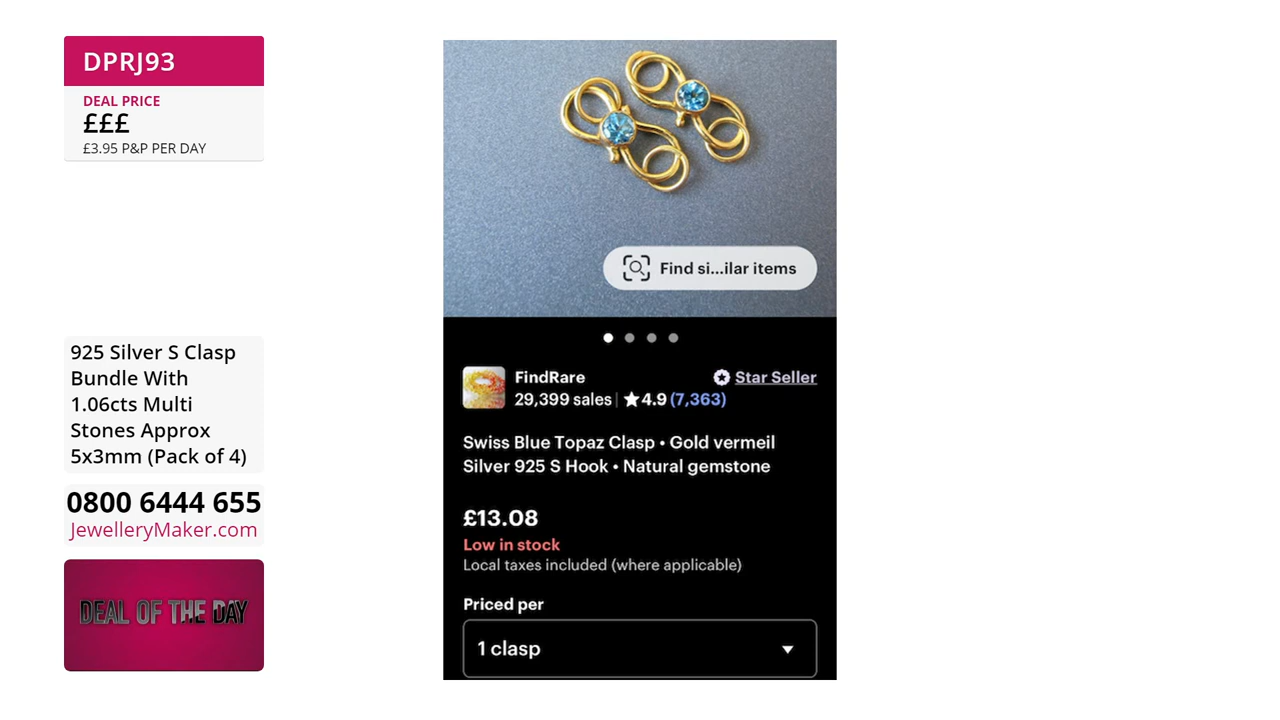 DPRJ93
DEAL PRICE
£££
£3.95 P&P PER DAY
925 Silver S Clasp
Bundle With
1.06cts Multi
Stones Approx
5x3mm (Pack of 4)
0800 6444 655
JewelleryMaker.com
DEAL OF THE DAY
Find si...ilar items
FindRare
Star Seller
29,399 sales | ★4.9 (7,363)
Swiss Blue Topaz Clasp • Gold vermeil
Silver 925 S Hook • Natural gemstone
£13.08
Low in stock
Local taxes included (where applicable)
Priced per
1 clasp